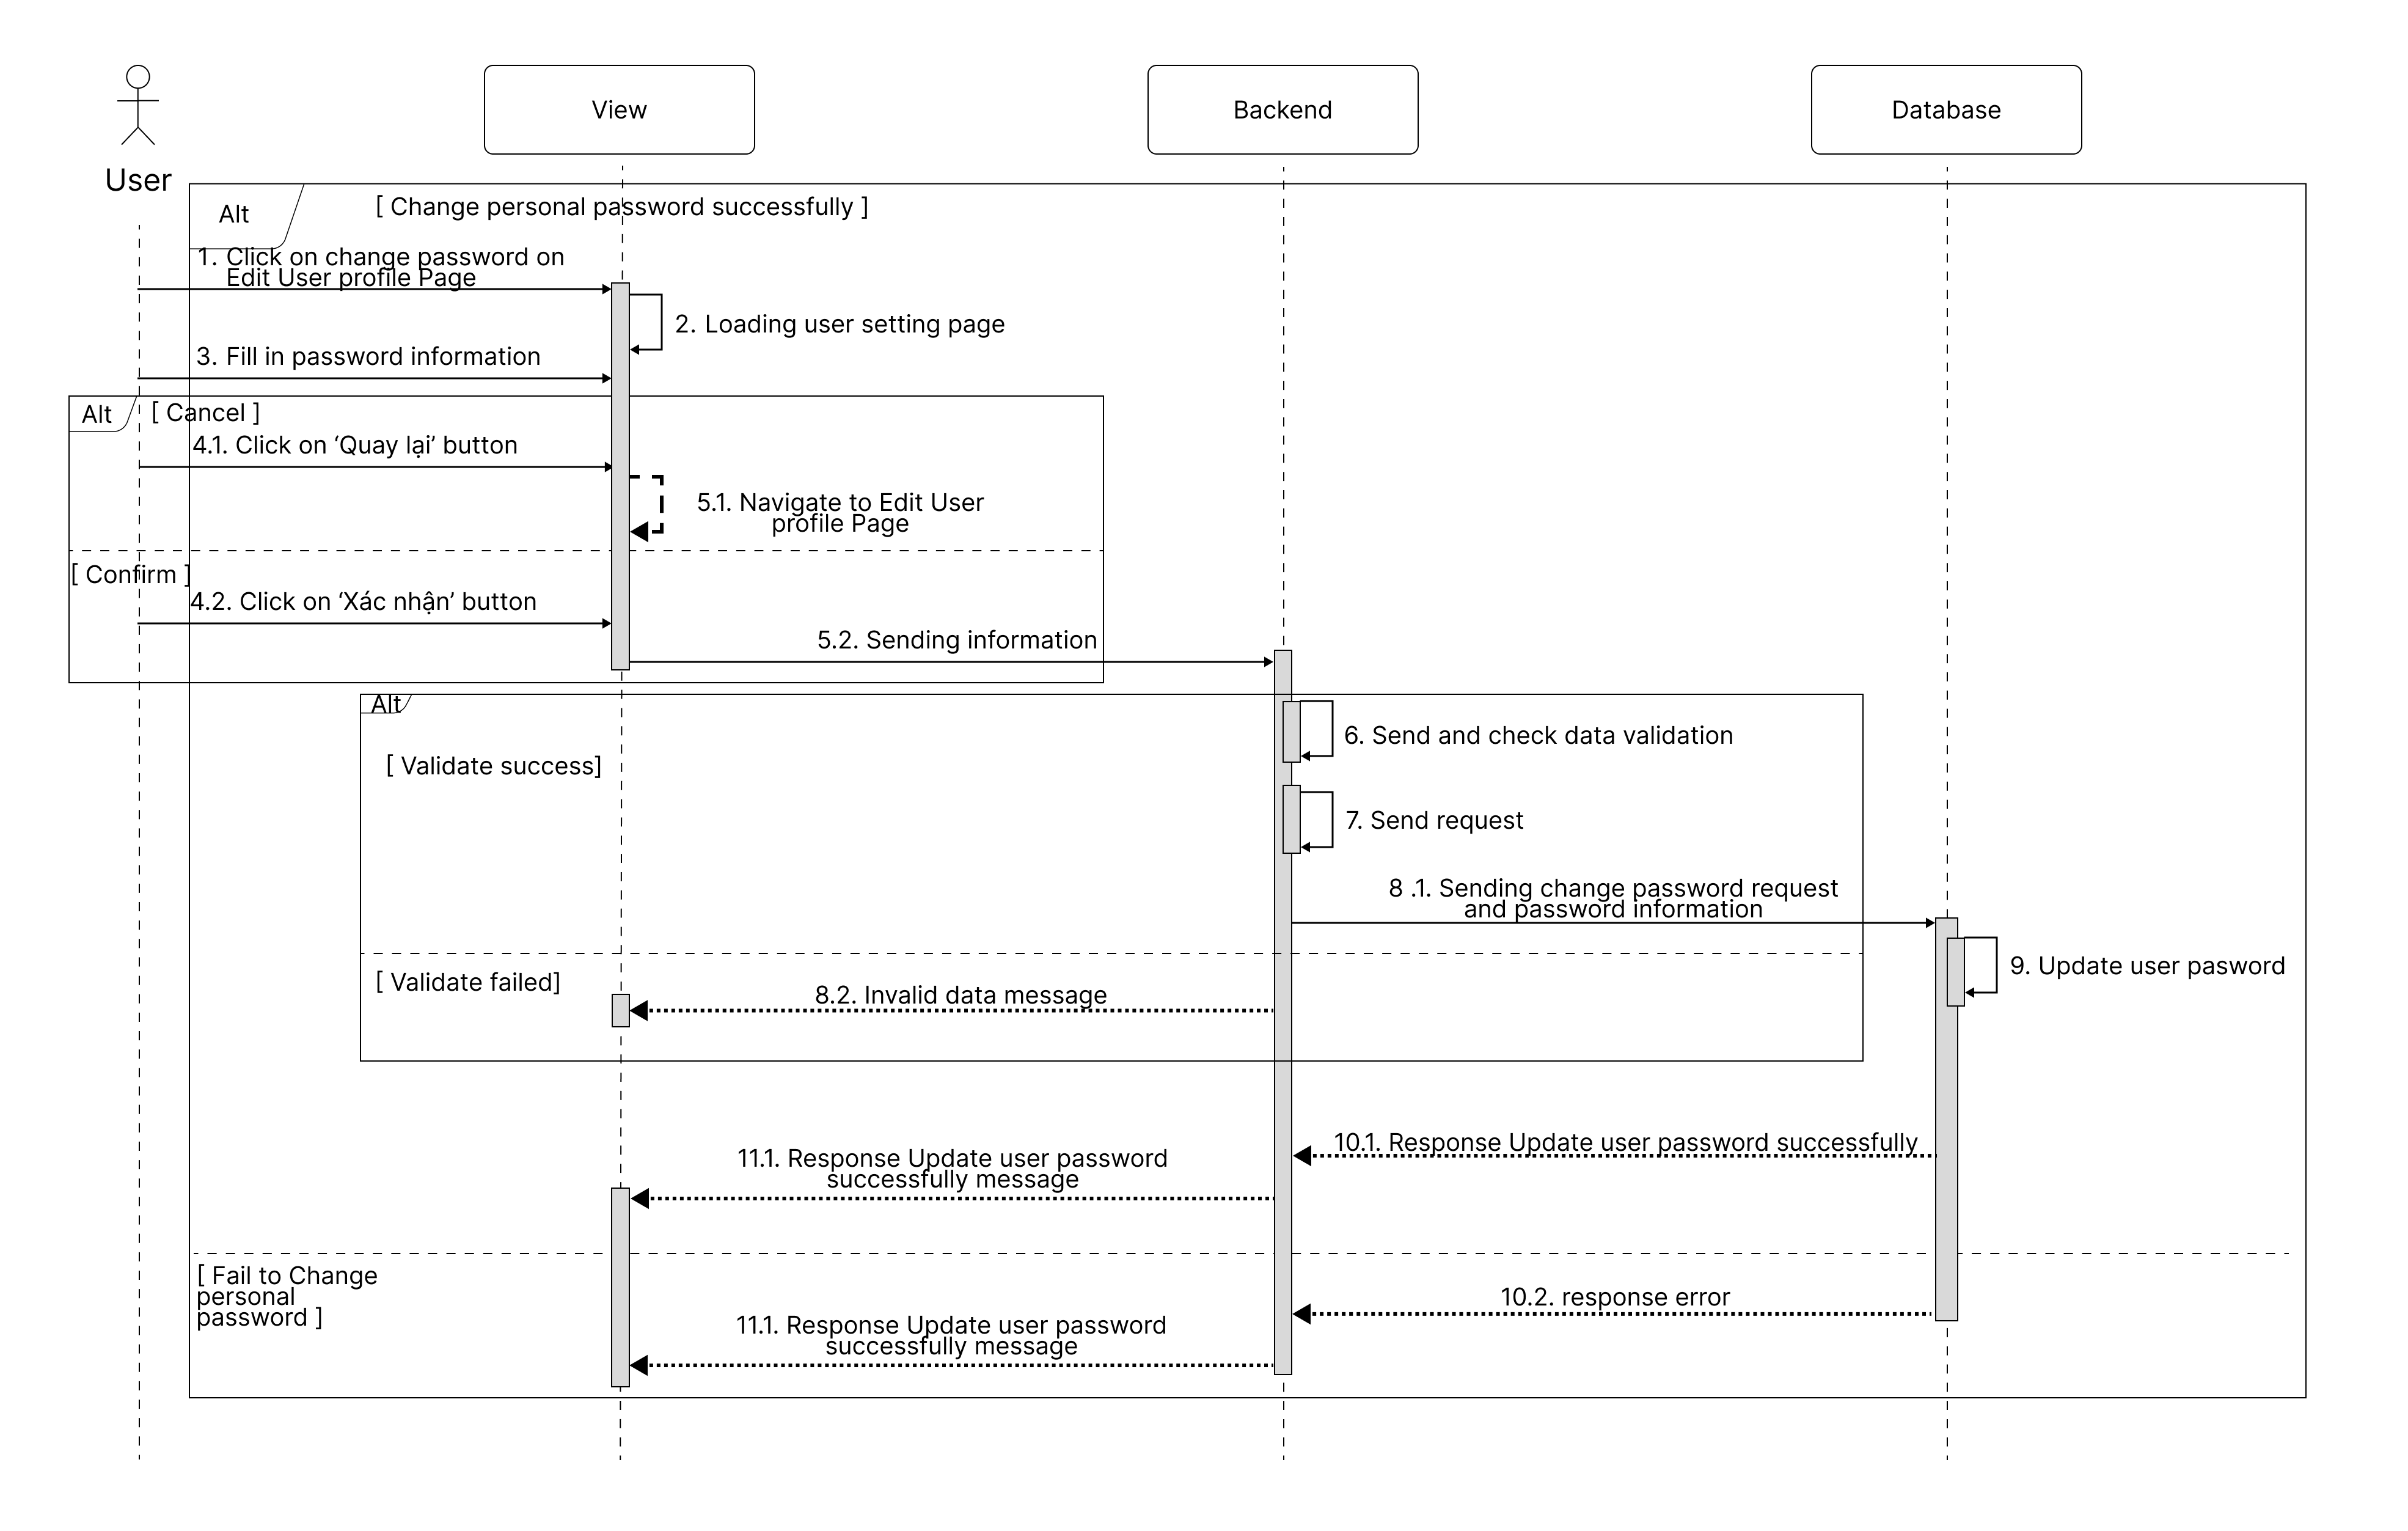 View
Backend
Database
User
Alt
[ Change personal password successfully ]
1. Click on change password on
Edit User profile Page
2. Loading user setting page
3. Fill in password information
Alt
[ Cancel ]
4.1. Click on ‘Quay lại’ button
5.1. Navigate to Edit User
profile Page
[ Confirm ]
4.2. Click on ‘Xác nhận’ button
5.2. Sending information
Alt
6. Send and check data validation
[ Validate success]
7. Send request
8 .1. Sending change password request
and password information
9. Update user pasword
[ Validate failed]
8.2. Invalid data message
10.1. Response Update user password successfully
11.1. Response Update user password
successfully message
[ Fail to Change
personal
password ]
10.2. response error
11.1. Response Update user password
successfully message